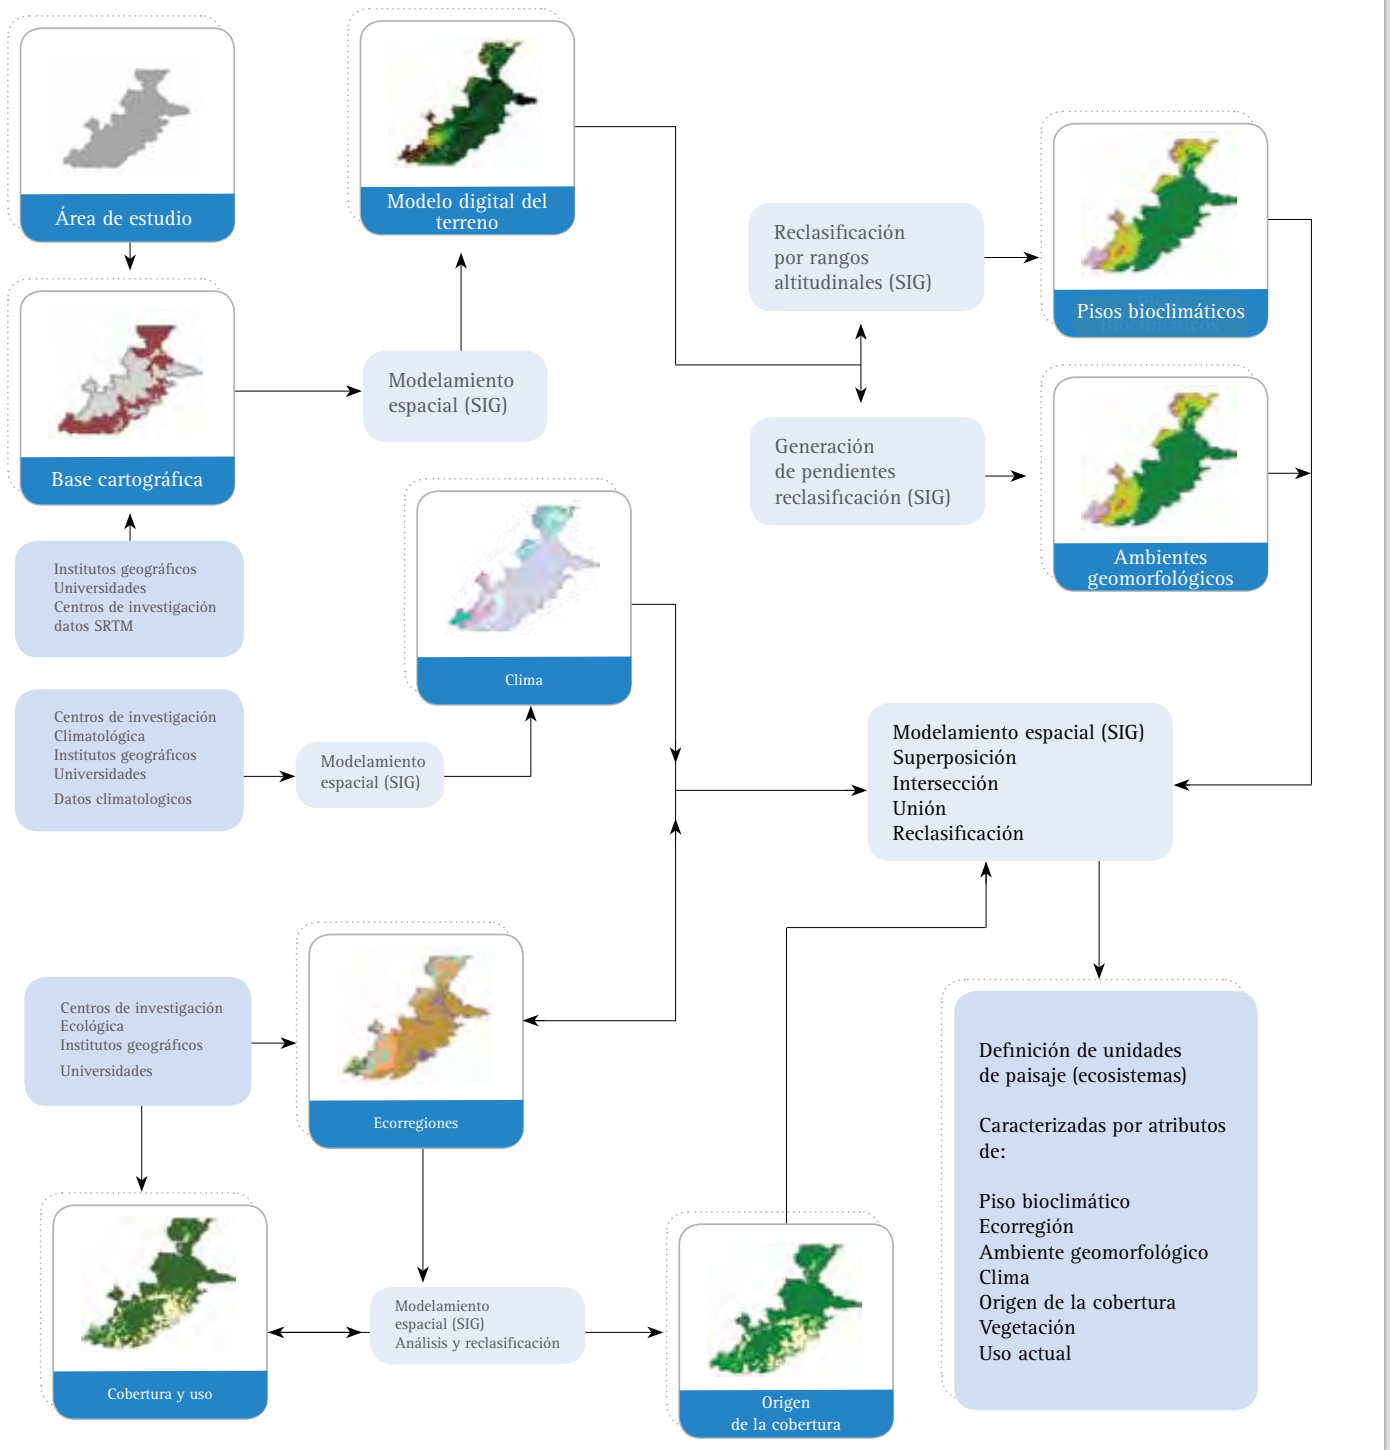 Área de estudio
Modelo digital del
terreno
Reclasificación
por rangos
altitudinales (SIG)
Pisos bioclimáticos
Base cartográfica
Modelamiento
espacial (SIG)
Generación
de pendientes
reclasificación (SIG)
Ambientes
geomorfológicos
Institutos geográficos
Universidades
Centros de investigación
datos SRTM
Clima
Centros de investigación
Climatológica
Institutos geográficos
Universidades
Datos climatologicos
Modelamiento
espacial (SIG)
Modelamiento espacial (SIG)
Superposición
Intersección
Unión
Reclasificación
Centros de investigación
Ecológica
Institutos geográficos
Universidades
Ecorregiones
Definición de unidades
de paisaje (ecosistemas)
Caracterizadas por atributos
de:
Piso bioclimático
Ecorregión
Ambiente geomorfológico
Clima
Origen de la cobertura
Vegetación
Uso actual
Cobertura y uso
Modelamiento
espacial (SIG)
Análisis y reclasificación
Origen
de la cobertura